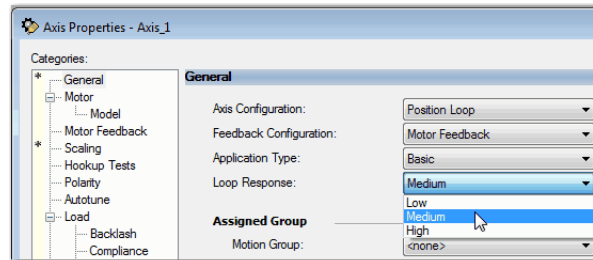 Axis Properties - Axis_1
Categories:
* General
Motor
Model
Motor Feedback
* Scaling
Hookup Tests
Polarity
Autotune
Load
Backlash
Compliance
General
Axis Configuration: Position Loop
Feedback Configuration: Motor Feedback
Application Type: Basic
Loop Response: Medium
Low
Medium
High
Assigned Group
Motion Group: <none>